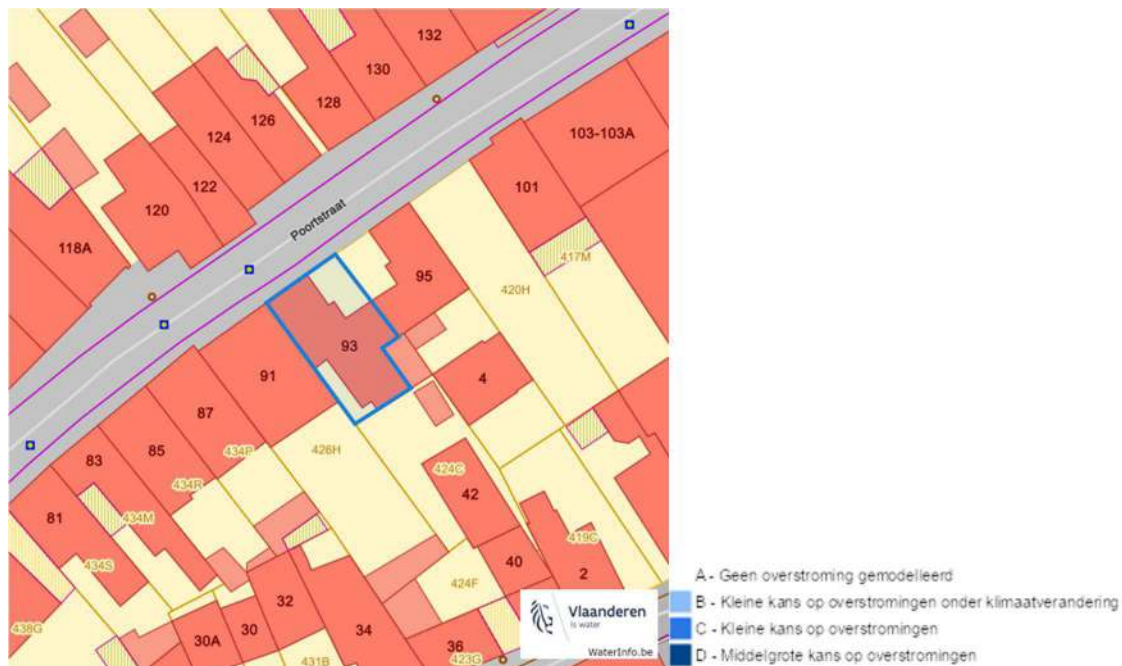 132
130
128
126
124
122
120
118A
103-103A
101
Poortstraat
417M
95
420H
93
91
4
87
85
83
81
434P
434R
434M
434S
426H
424C
42
419C
40
2
424F
32
30
30A
34
36
438G
431B
423G
Vlaanderen
is water
WaterInfo.be
A - Geen overstroming gemodelleerd
B - Kleine kans op overstromingen onder klimaatverandering
C - Kleine kans op overstromingen
D - Middelgrote kans op overstromingen